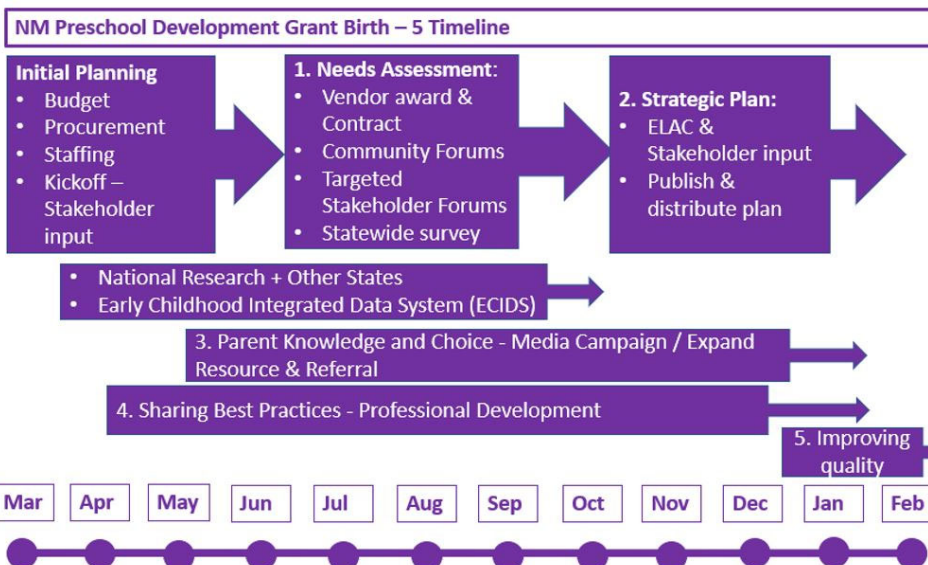 NM Preschool Development Grant Birth – 5 Timeline
Initial Planning
• Budget
• Procurement
• Staffing
• Kickoff –
Stakeholder
input
1. Needs Assessment:
• Vendor award &
Contract
• Community Forums
• Targeted
Stakeholder Forums
• Statewide survey
2. Strategic Plan:
• ELAC &
Stakeholder input
• Publish &
distribute plan
• National Research + Other States
• Early Childhood Integrated Data System (ECIDS)
3. Parent Knowledge and Choice - Media Campaign / Expand
Resource & Referral
4. Sharing Best Practices - Professional Development
5. Improving
quality
Mar Apr May Jun Jul Aug Sep Oct Nov Dec Jan Feb